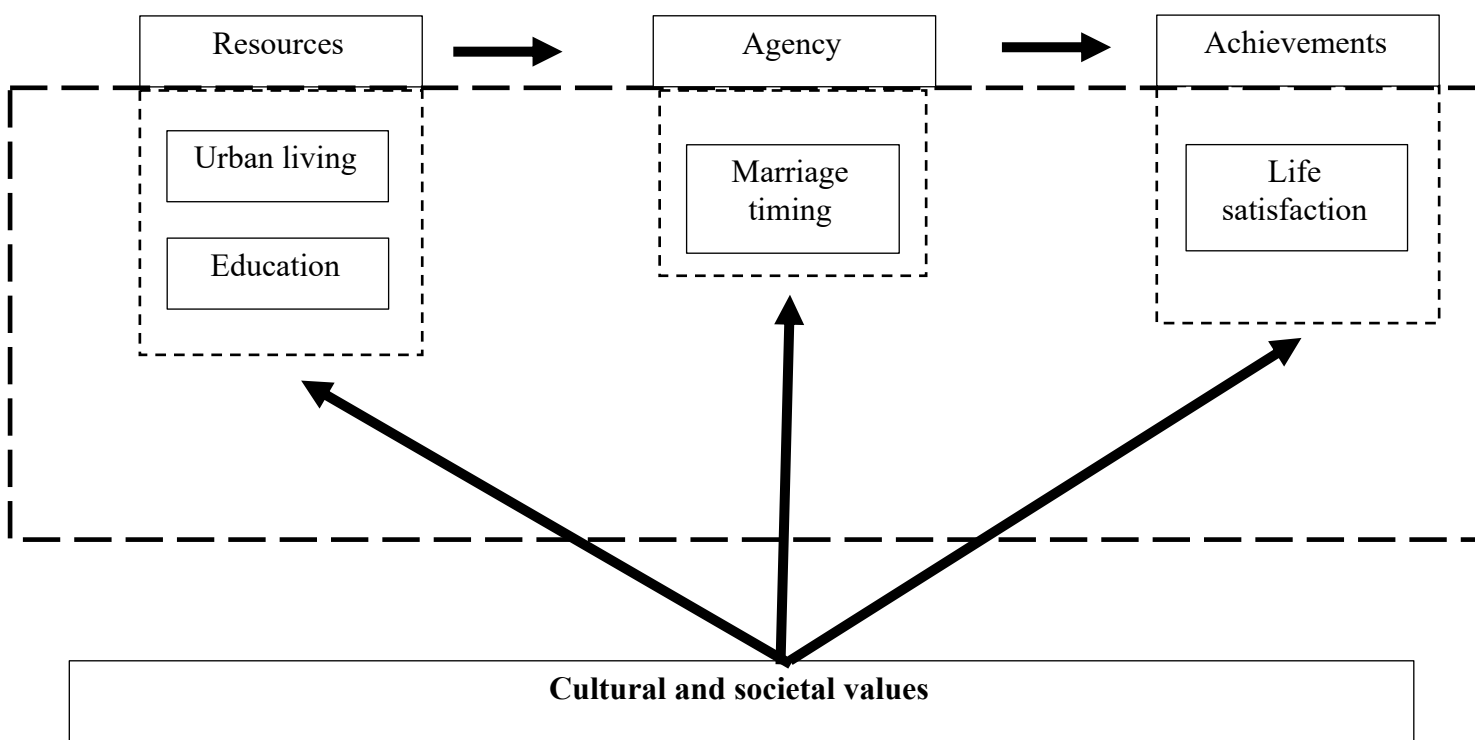 Resources
Agency
Achievements
Urban living
Education
Marriage
timing
Life
satisfaction
Cultural and societal values